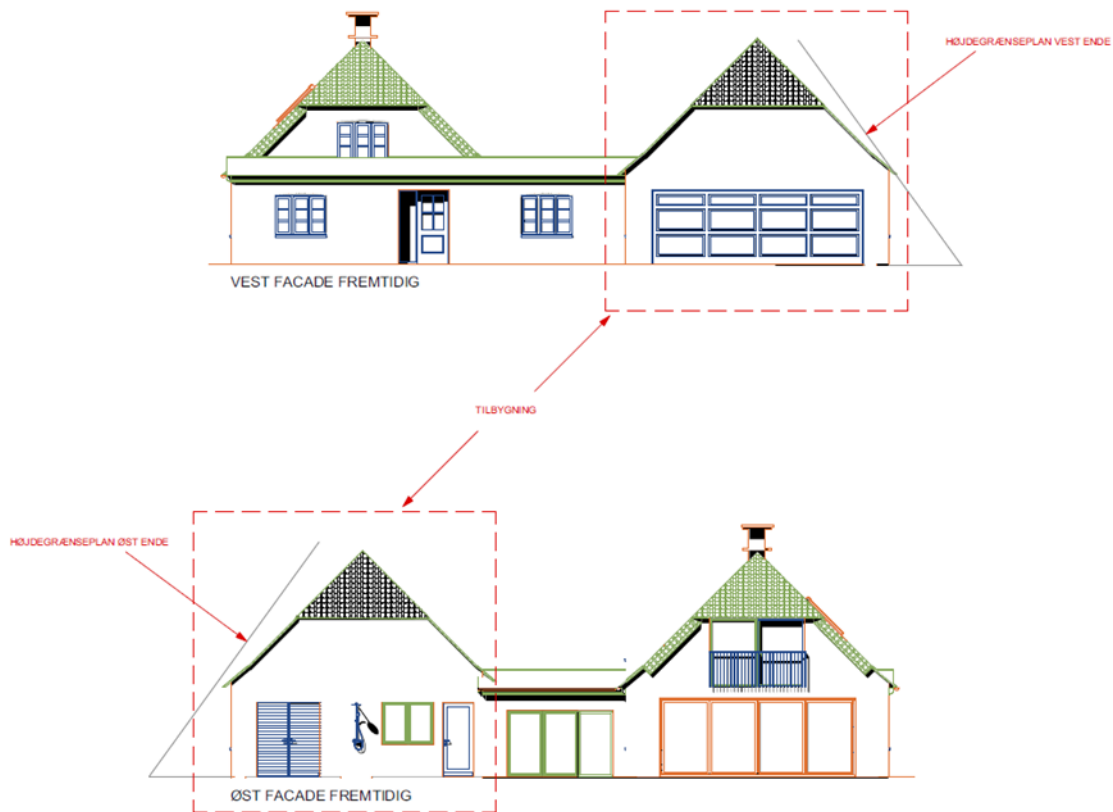 HØJDEGRÆNSEPLAN VEST ENDE
VEST FACADE FREMTIDIG
TILBYGNING
HØJDEGRÆNSEPLAN ØST ENDE
ØST FACADE FREMTIDIG